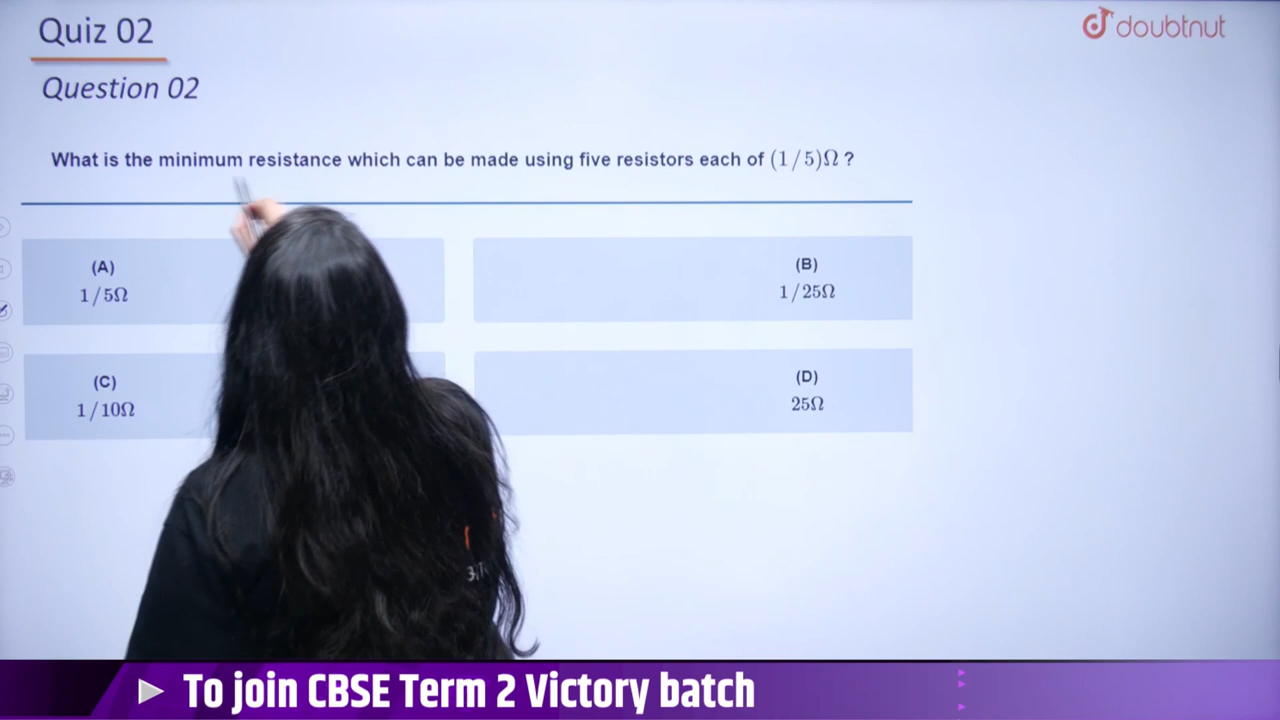 Quiz 02
doubtnut
Question 02
What is the minimum resistance which can be made using five resistors each of (1/5)Ω ?
(A)
1/5Ω
(B)
1/25Ω
(C)
1/10Ω
(D)
25Ω
To join CBSE Term 2 Victory batch